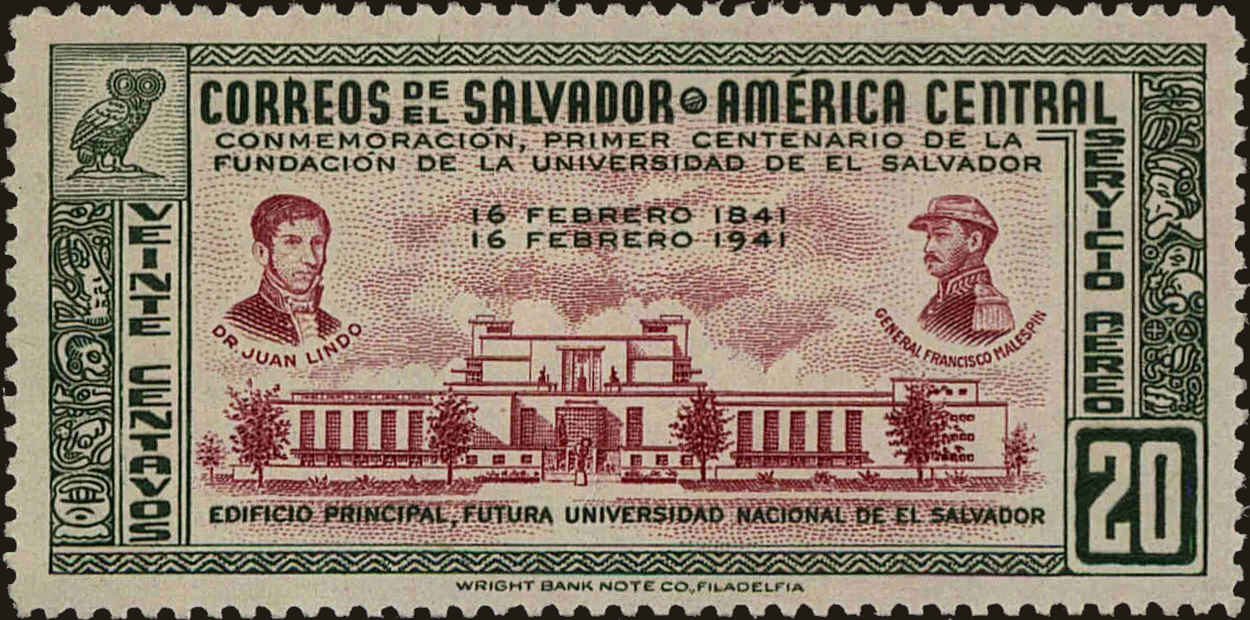 CORREOS DE EL SALVADOR AMÉRICA CENTRAL
CONMEMORACIÓN, PRIMER CENTENARIO DE LA
FUNDACIÓN DE LA UNIVERSIDAD DE EL SALVADOR
16 FEBRERO 1841
16 FEBRERO 1941
DR. JUAN LINDO
GENERAL FRANCISCO MALESPIN
VEINTE CENTAVOS
SERVICIO AEREO
20
EDIFICIO PRINCIPAL, FUTURA UNIVERSIDAD NACIONAL DE EL SALVADOR
WRIGHT BANK NOTE CO., FILADELFIA